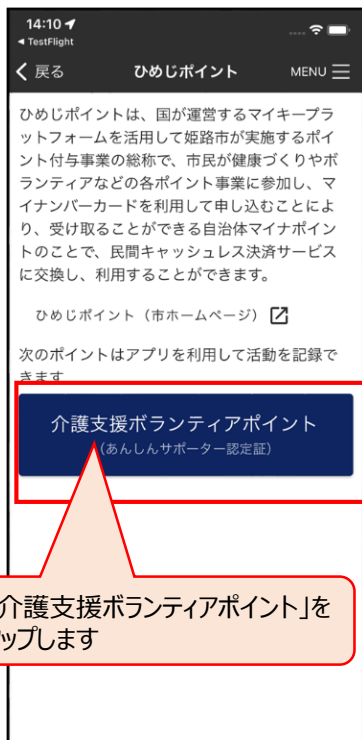 14:10
◀ TestFlight
戻る ひめじポイント MENU
ひめじポイントは、国が運営するマイキープラ
ットフォームを活用して姫路市が実施するポイ
ント付与事業の総称で、市民が健康づくりやボ
ランティアなどの各ポイント事業に参加し、マ
イナンバーカードを利用して申し込むことによ
り、受け取ることができる自治体マイナポイン
トのことで、民間キャッシュレス決済サービス
に交換し、利用することができます。
ひめじポイント（市ホームページ）
次のポイントはアプリを利用して活動を記録で
きます
介護支援ボランティアポイント
（あんしんサポーター認定証）
介護支援ボランティアポイント」を
ップします